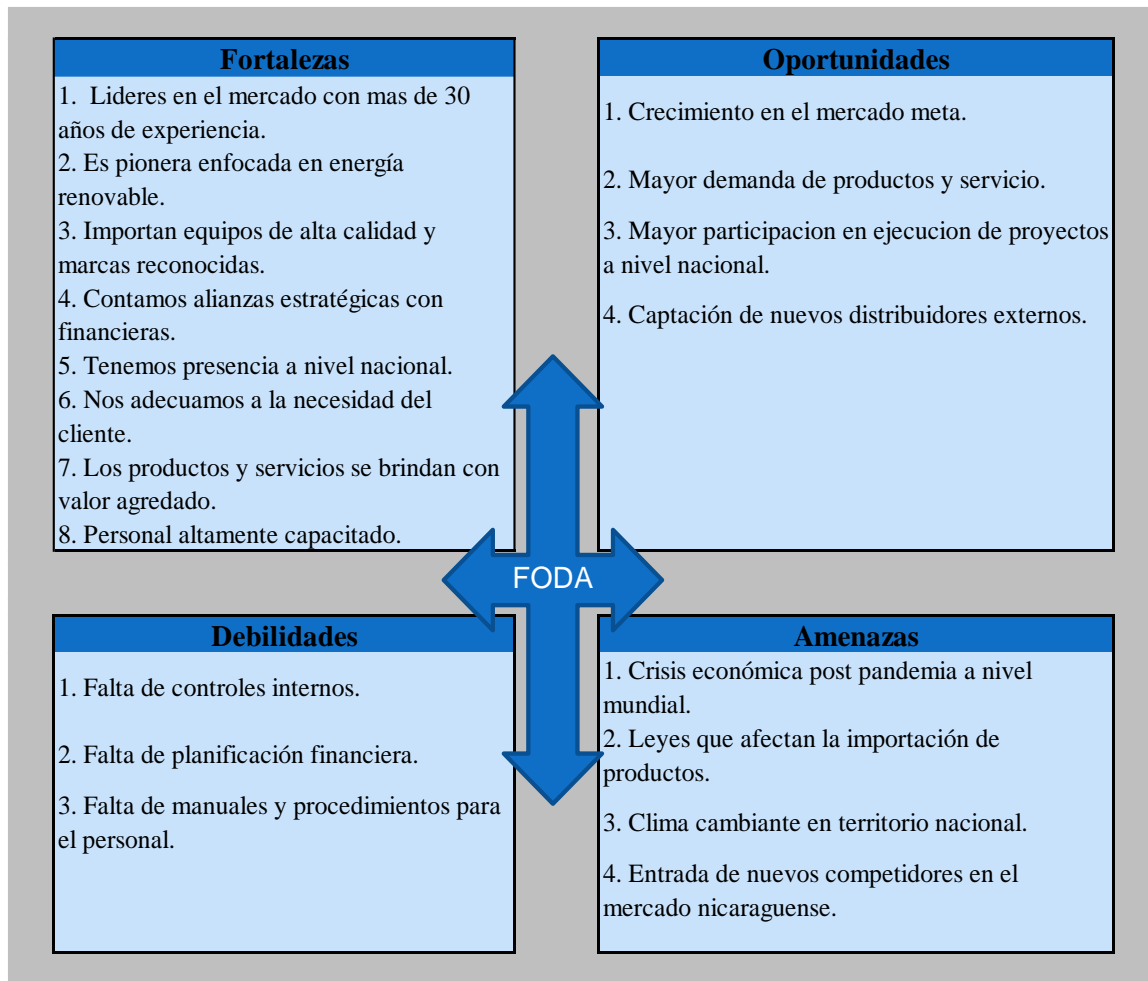 Fortalezas
1.  Lideres en el mercado con mas de 30
años de experiencia.
2. Es pionera enfocada en energía
renovable.
3. Importan equipos de alta calidad y
marcas reconocidas.
4. Contamos alianzas estratégicas con
financieras.
5. Tenemos presencia a nivel nacional.
6. Nos adecuamos a la necesidad del
cliente.
7. Los productos y servicios se brindan con
valor agredado.
8. Personal altamente capacitado.
Oportunidades
1. Crecimiento en el mercado meta.
2. Mayor demanda de productos y servicio.
3. Mayor participacion en ejecucion de proyectos
a nivel nacional.
4. Captación de nuevos distribuidores externos.
FODA
Debilidades
1. Falta de controles internos.
2. Falta de planificación financiera.
3. Falta de manuales y procedimientos para
el personal.
Amenazas
1. Crisis económica post pandemia a nivel
mundial.
2. Leyes que afectan la importación de
productos.
3. Clima cambiante en territorio nacional.
4. Entrada de nuevos competidores en el
mercado nicaraguense.